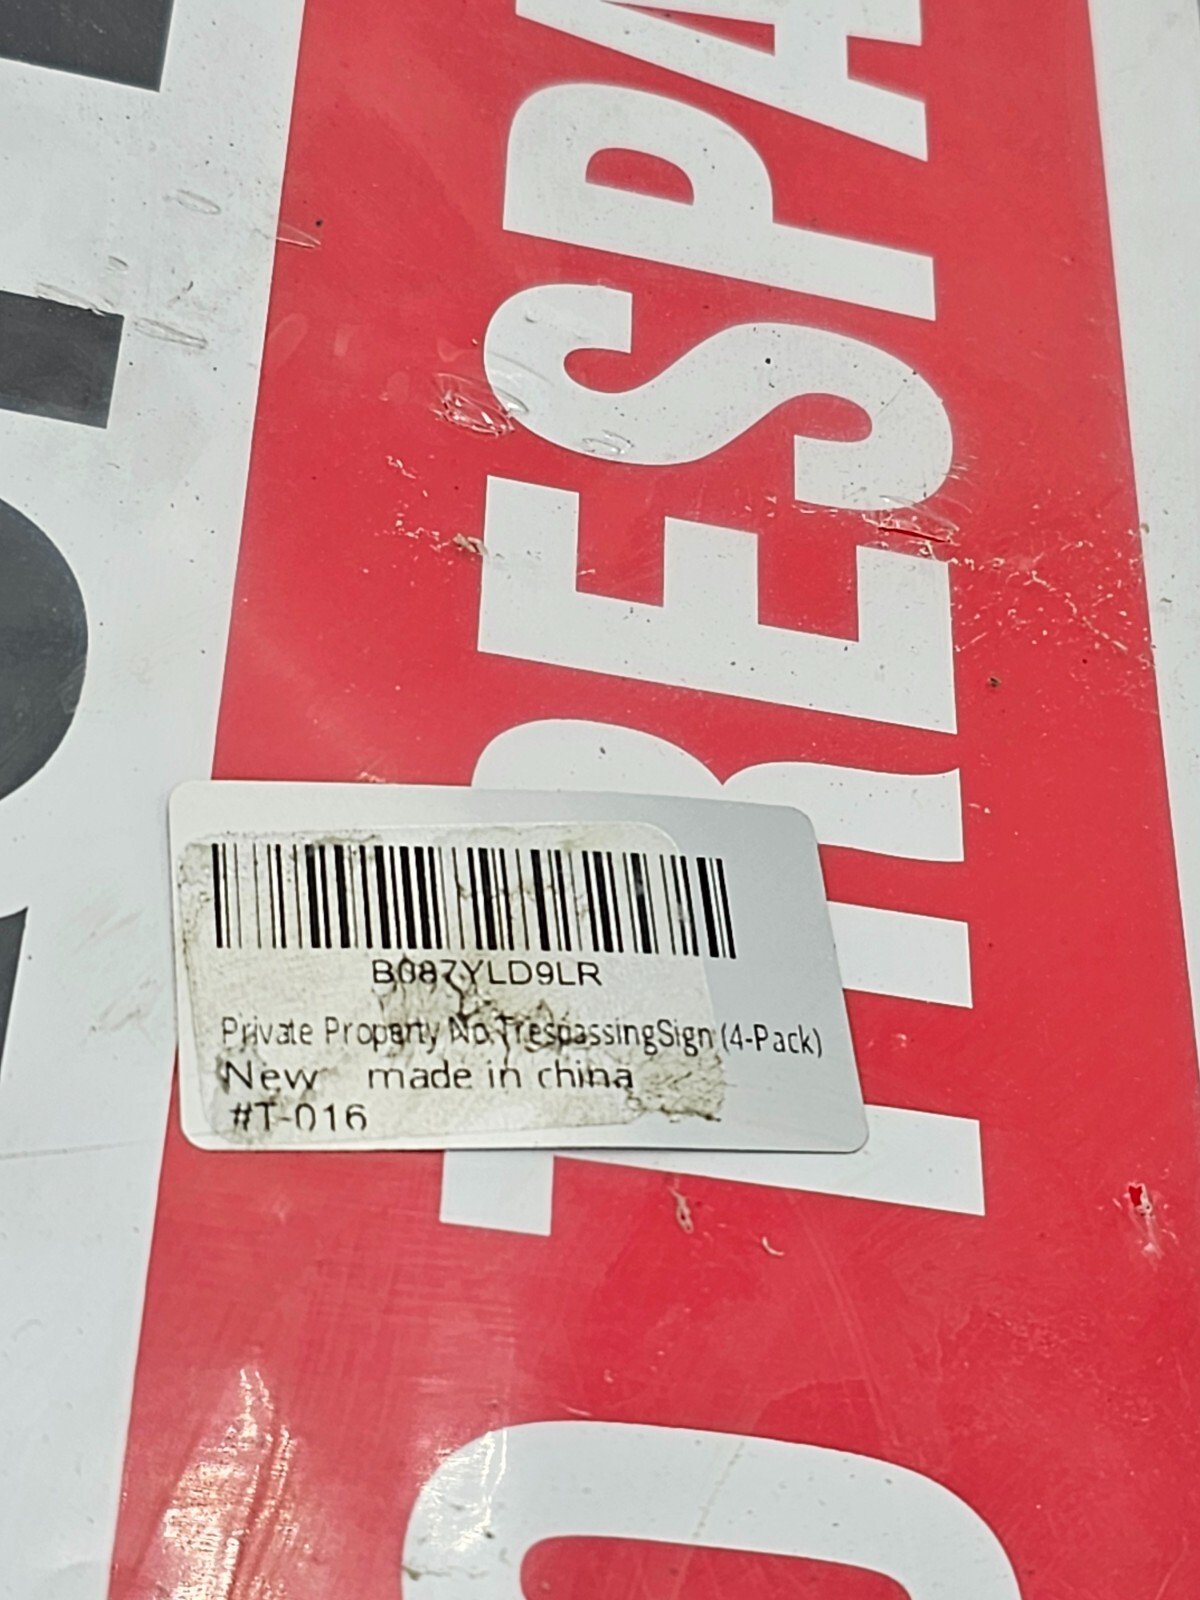 TRESPA
B087YLD9LR
Private Property No TrespassingSign (4-Pack)
New made in china
#T-016